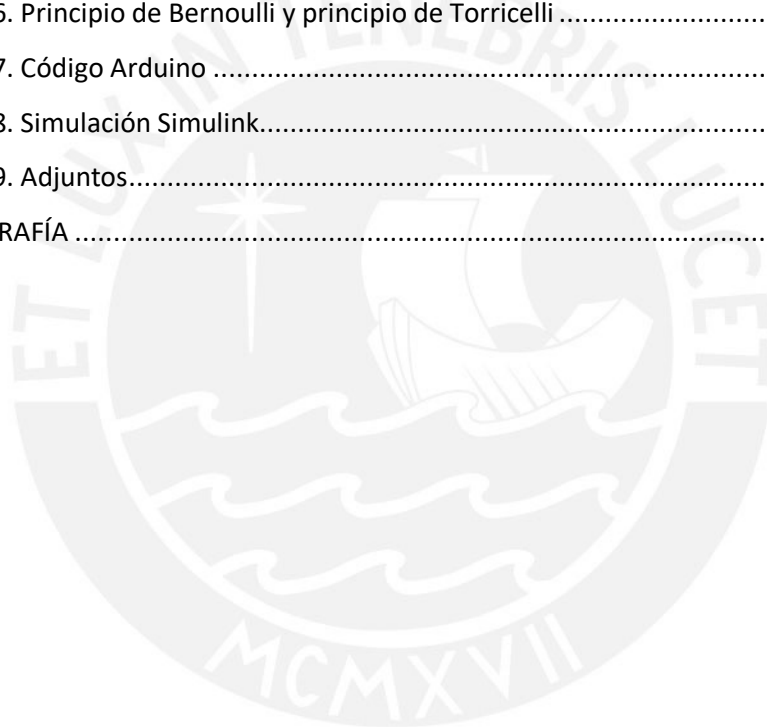 6. Principio de Bernoulli y principio de Torricelli ..........................
7. Código Arduino ......................................................................
8. Simulación Simulink................................................................
9. Adjuntos.................................................................................
RAFÍA .........................................................................................
ET LUX IN TENEBRIS LUCET
MCMXVII